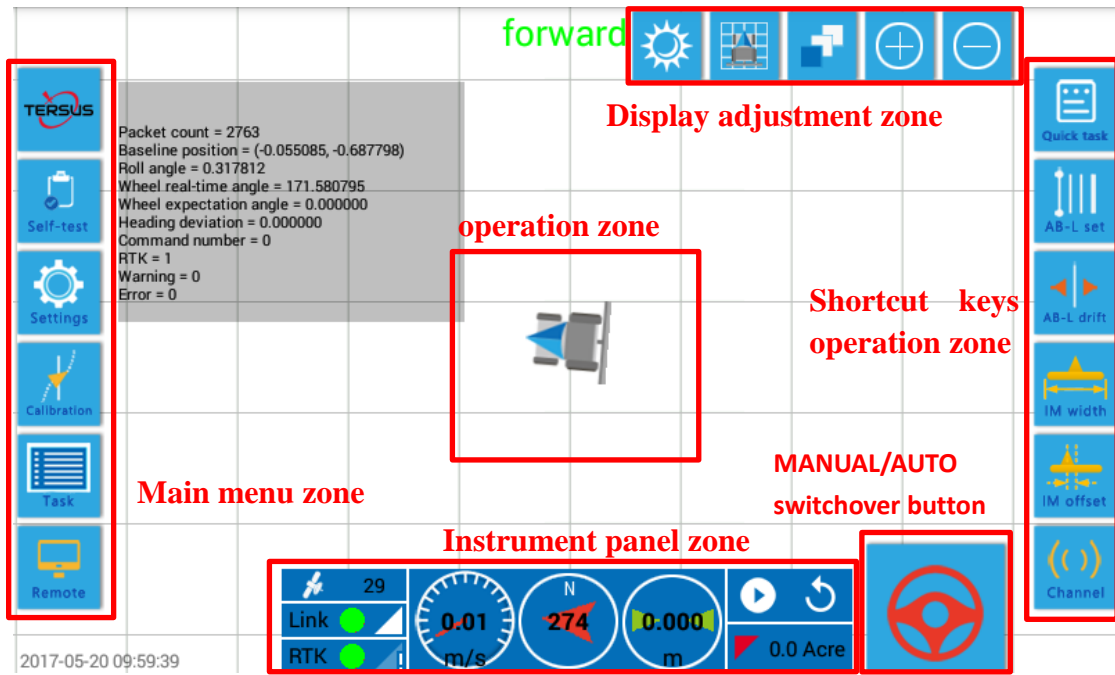 forward
Display adjustment zone
TERSUS
Self-test
Settings
Calibration
Task
Remote
Packet count = 2763
Baseline position = (-0.055085, -0.687798)
Roll angle = 0.317812
Wheel real-time angle = 171.580795
Wheel expectation angle = 0.000000
Heading deviation = 0.000000
Command number = 0
RTK = 1
Warning = 0
Error = 0
operation zone
Shortcut keys
operation zone
Quick task
AB-L set
AB-L drift
IM width
IM offset
Channel
Main menu zone
MANUAL/AUTO
switchover button
Instrument panel zone
29
Link
RTK
0.01
m/s
N
274
0.000
m
0.0 Acre
2017-05-20 09:59:39